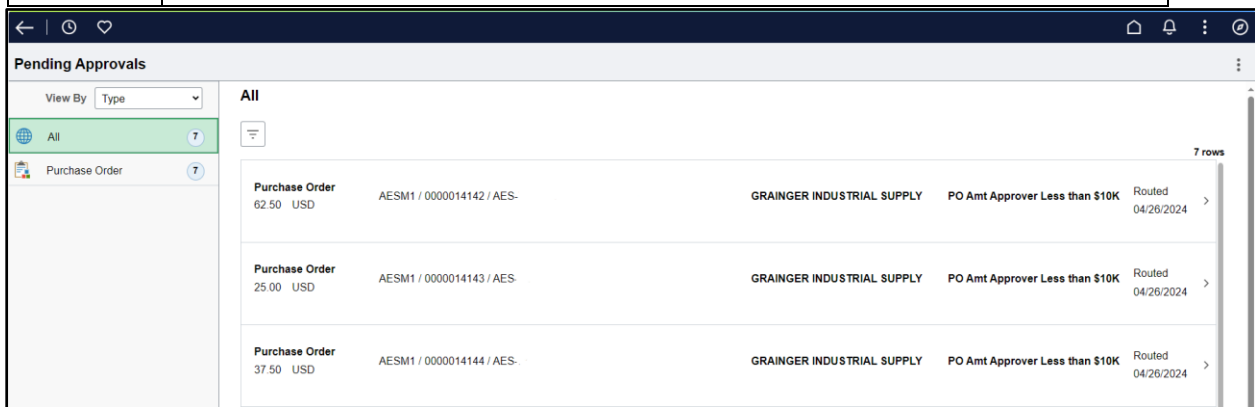 Pending Approvals
View By Type
All 7
Purchase Order 7
All
7 rows
Purchase Order AESM1 / 0000014142 / AES- GRAINGER INDUSTRIAL SUPPLY PO Amt Approver Less than $10K Routed
62.50 USD 04/26/2024
Purchase Order AESM1 / 0000014143 / AES- GRAINGER INDUSTRIAL SUPPLY PO Amt Approver Less than $10K Routed
25.00 USD 04/26/2024
Purchase Order AESM1 / 0000014144 / AES- GRAINGER INDUSTRIAL SUPPLY PO Amt Approver Less than $10K Routed
37.50 USD 04/26/2024